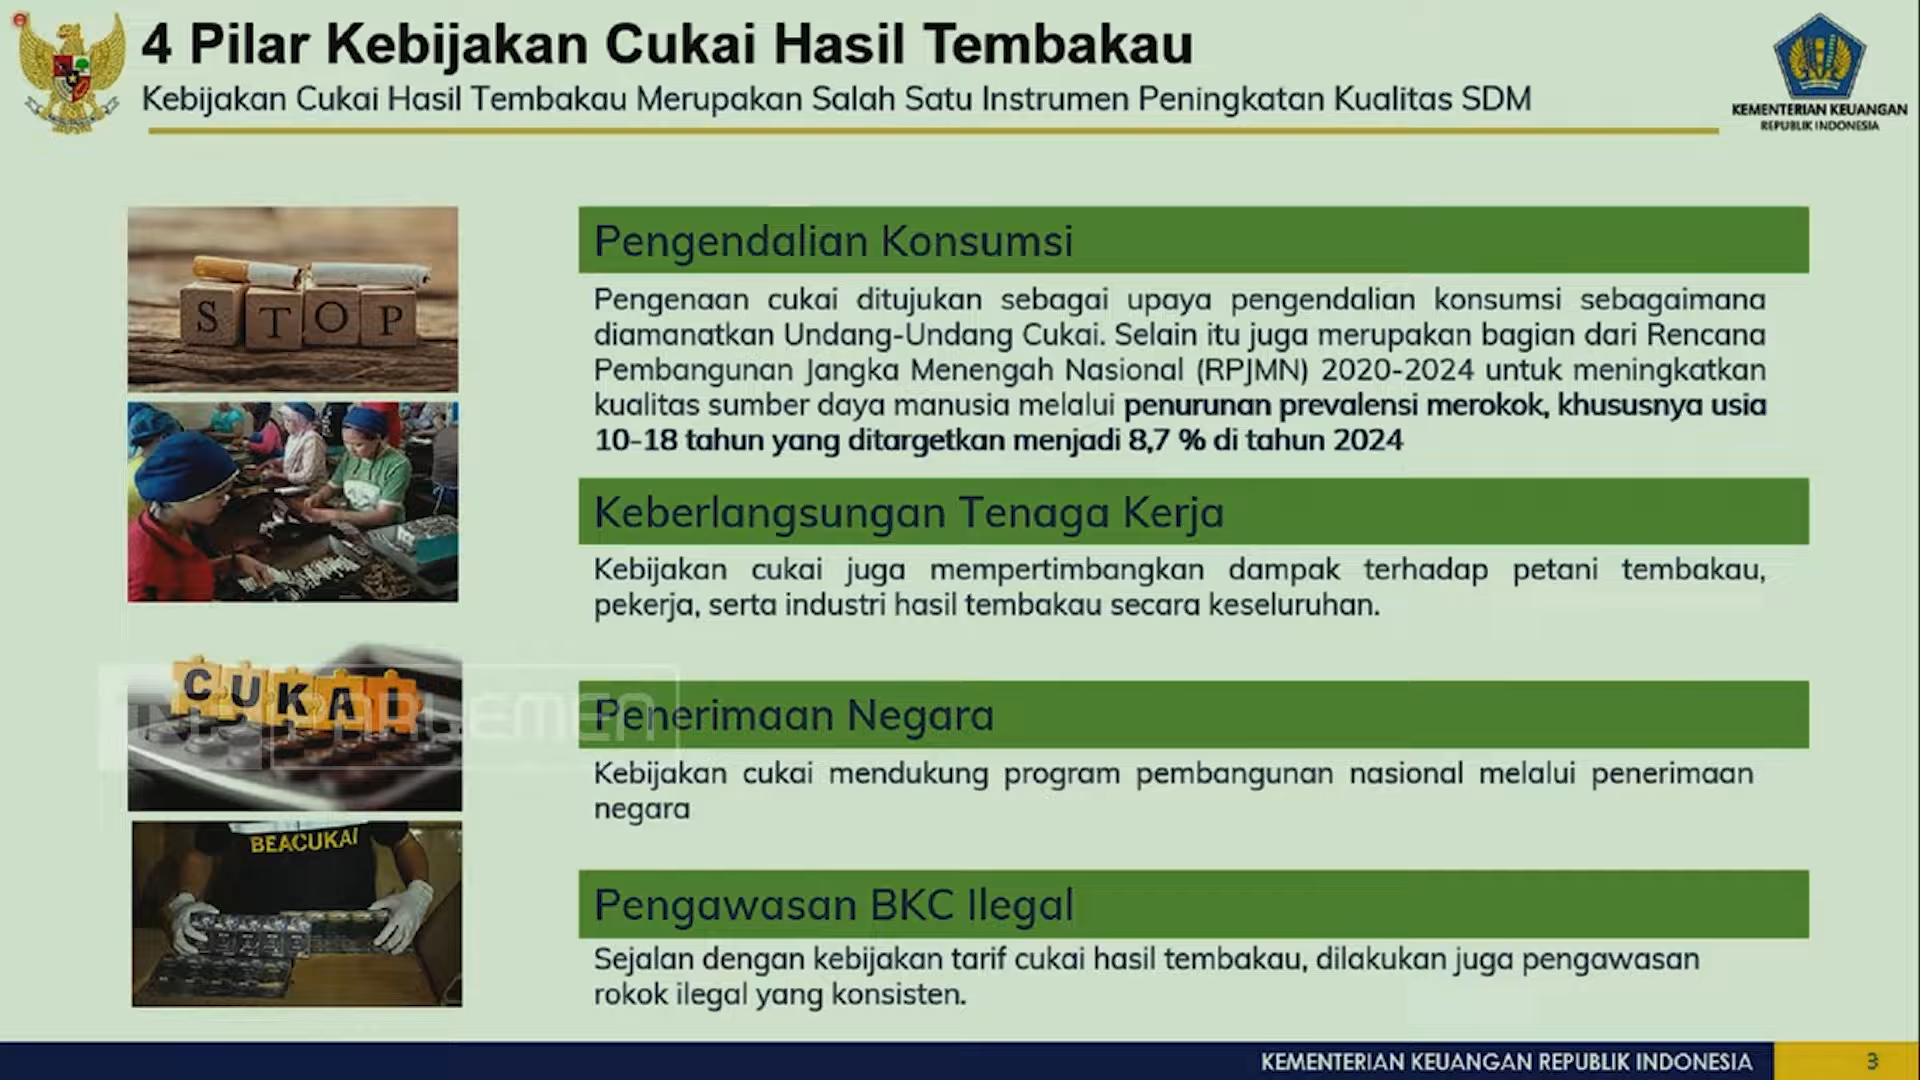 4 Pilar Kebijakan Cukai Hasil Tembakau
Kebijakan Cukai Hasil Tembakau Merupakan Salah Satu Instrumen Peningkatan Kualitas SDM
KEMENTERIAN KEUANGAN
REPUBLIK INDONESIA
STOP
Pengendalian Konsumsi
Pengenaan cukai ditujukan sebagai upaya pengendalian konsumsi sebagaimana
diamanatkan Undang-Undang Cukai. Selain itu juga merupakan bagian dari Rencana
Pembangunan Jangka Menengah Nasional (RPJMN) 2020-2024 untuk meningkatkan
kualitas sumber daya manusia melalui penurunan prevalensi merokok, khususnya usia
10-18 tahun yang ditargetkan menjadi 8,7 % di tahun 2024
Keberlangsungan Tenaga Kerja
Kebijakan cukai juga mempertimbangkan dampak terhadap petani tembakau,
pekerja, serta industri hasil tembakau secara keseluruhan.
CUKAI
INFO PARLEMEN
Penerimaan Negara
Kebijakan cukai mendukung program pembangunan nasional melalui penerimaan
negara
BEACUKAI
Pengawasan BKC Ilegal
Sejalan dengan kebijakan tarif cukai hasil tembakau, dilakukan juga pengawasan
rokok ilegal yang konsisten.
KEMENTERIAN KEUANGAN REPUBLIK INDONESIA
3